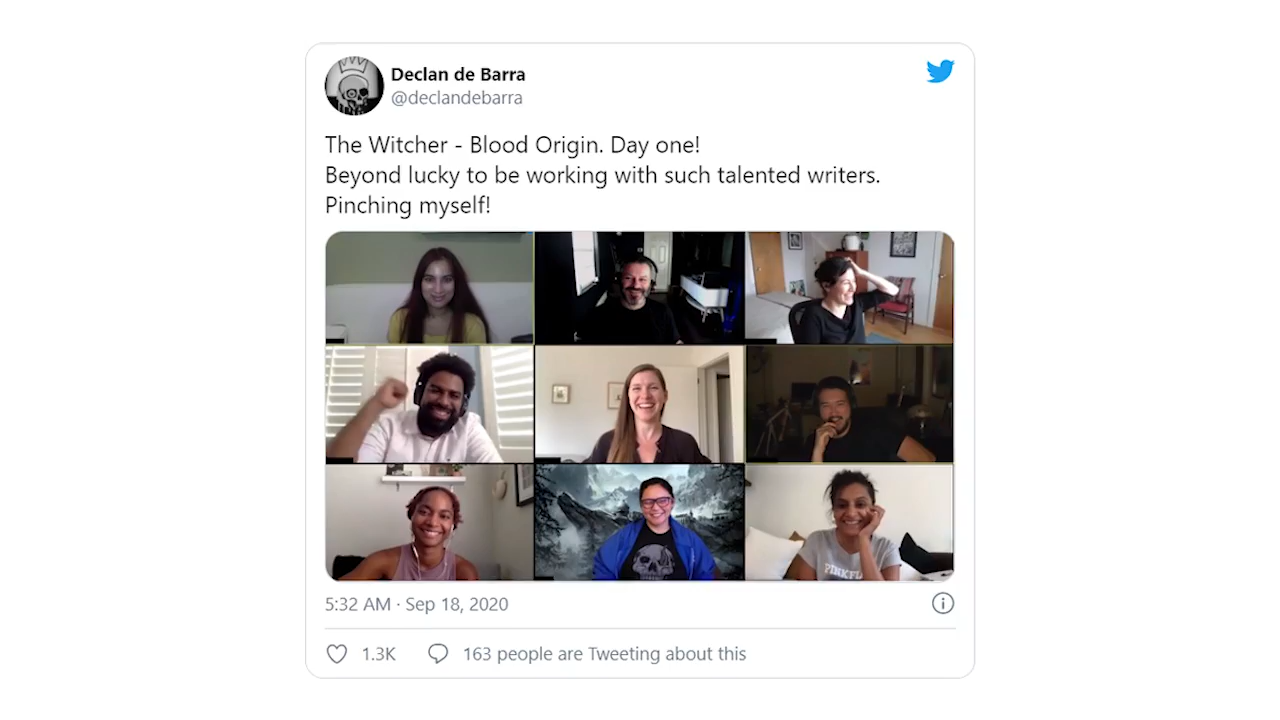 Declan de Barra
@declandebarra
The Witcher - Blood Origin. Day one!
Beyond lucky to be working with such talented writers.
Pinching myself!
5:32 AM · Sep 18, 2020
1.3K
163 people are Tweeting about this